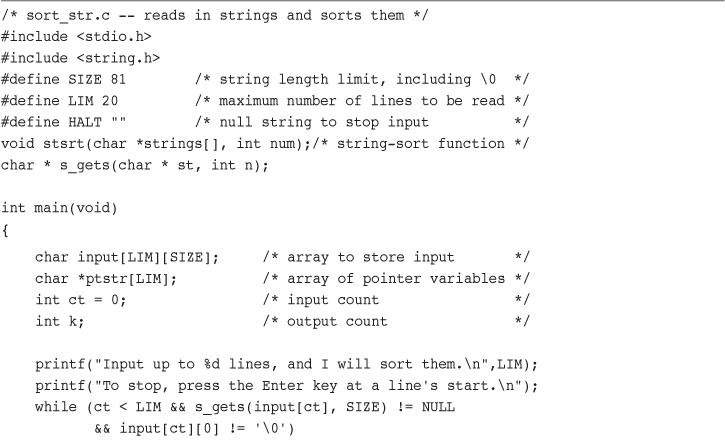 /* sort_str.c -- reads in strings and sorts them */
#include <stdio.h>
#include <string.h>
#define SIZE 81        /* string length limit, including \0  */
#define LIM 20         /* maximum number of lines to be read */
#define HALT ""        /* null string to stop input          */
void stsrt(char *strings[], int num);/* string-sort function */
char * s_gets(char * st, int n);

int main(void)
{
    char input[LIM][SIZE];     /* array to store input       */
    char *ptstr[LIM];          /* array of pointer variables */
    int ct = 0;                /* input count                */
    int k;                     /* output count               */

    printf("Input up to %d lines, and I will sort them.\n",LIM);
    printf("To stop, press the Enter key at a line's start.\n");
    while (ct < LIM && s_gets(input[ct], SIZE) != NULL
           && input[ct][0] != '\0')